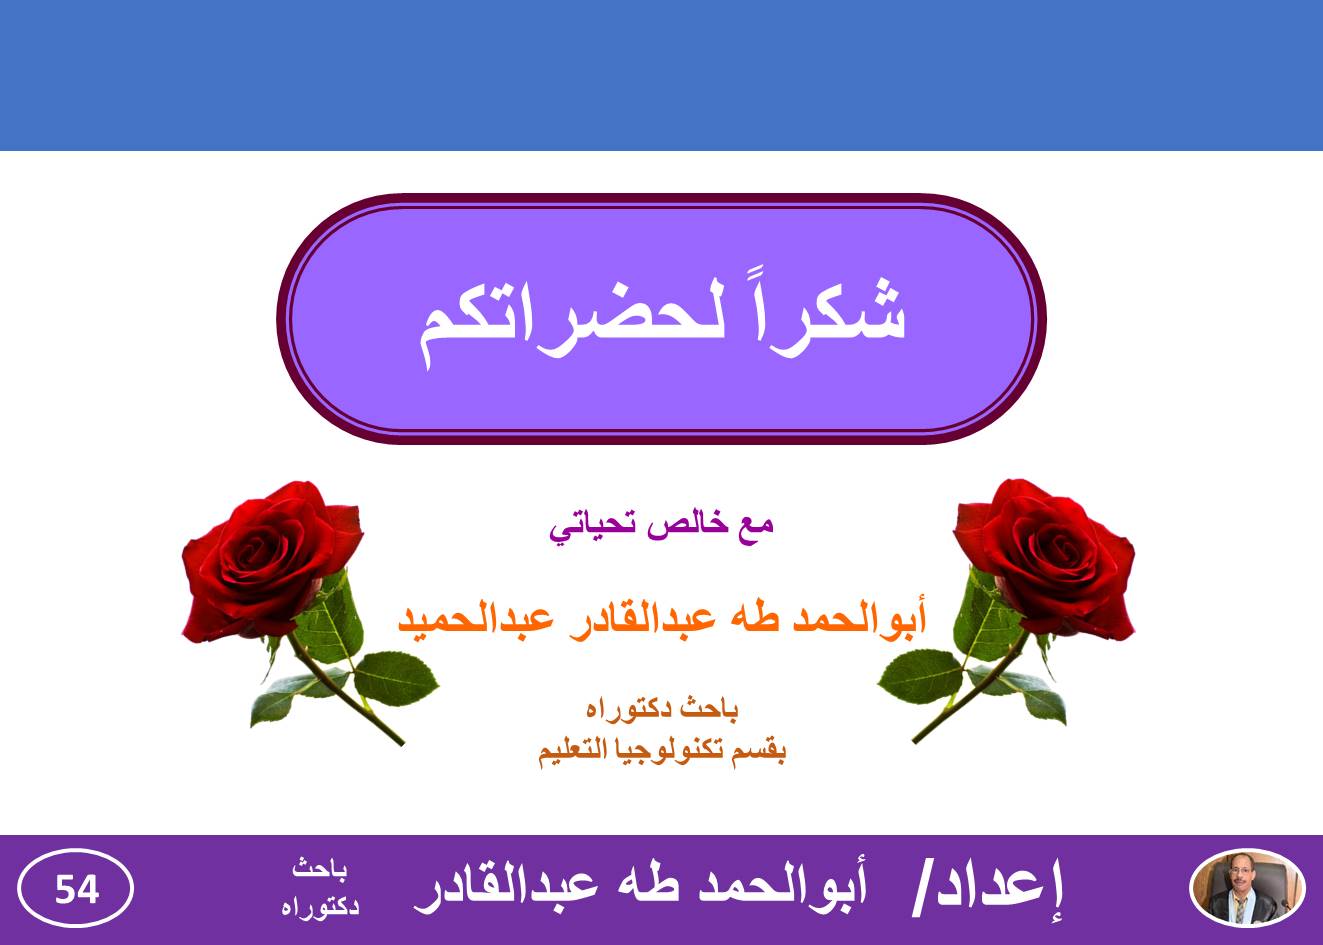 شكراً لحضراتكم
مع خالص تحياتي
أبوالحمد طه عبدالقادر عبدالحميد
باحث دكتوراه
بقسم تكنولوجيا التعليم
إعداد/ أبوالحمد طه عبدالقادر
باحث
دكتوراه
54